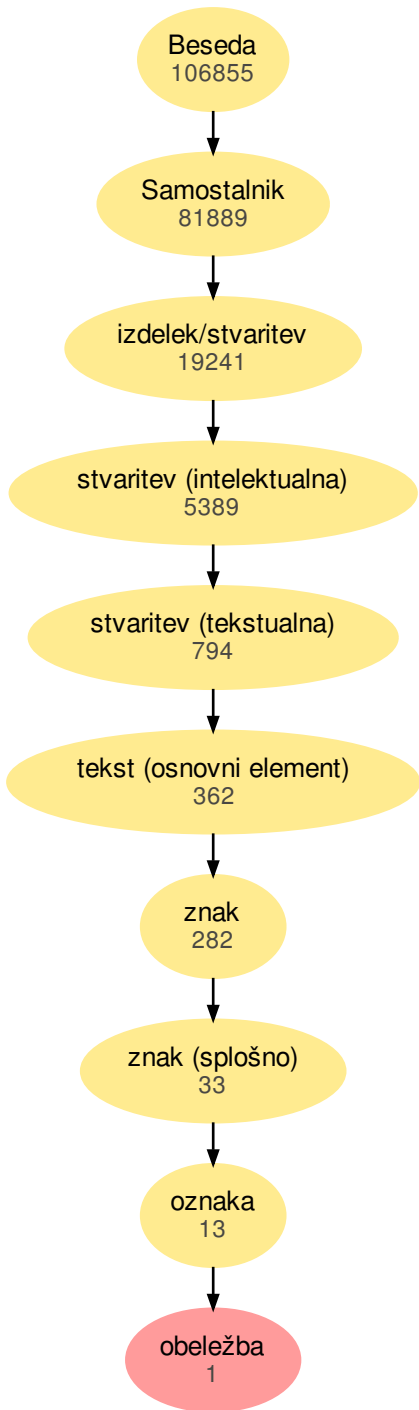 Beseda
106855
Samostalnik
81889
izdelek/stvaritev
19241
stvaritev (intelektualna)
5389
stvaritev (tekstualna)
794
tekst (osnovni element)
362
znak
282
znak (splošno)
33
oznaka
13
obeležba
1